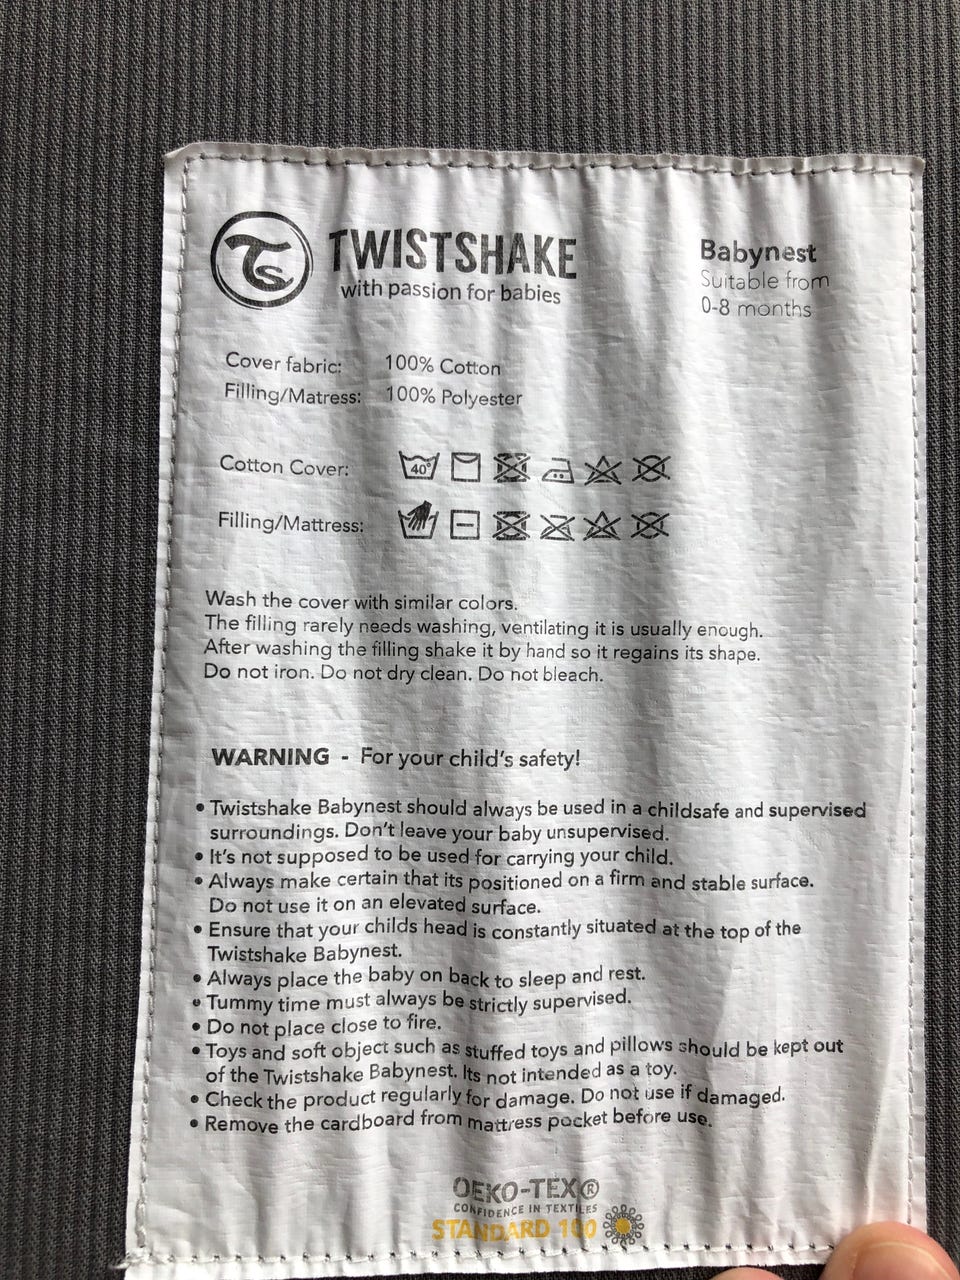 TS TWISTSHAKE
with passion for babies
Babynest
Suitable from
0-8 months
Cover fabric: 100% Cotton
Filling/Matress: 100% Polyester
Cotton Cover: 40°
Filling/Mattress:
Wash the cover with similar colors.
The filling rarely needs washing, ventilating it is usually enough.
After washing the filling shake it by hand so it regains its shape.
Do not iron. Do not dry clean. Do not bleach.
WARNING - For your child's safety!
• Twistshake Babynest should always be used in a childsafe and supervised
surroundings. Don't leave your baby unsupervised.
• It's not supposed to be used for carrying your child.
• Always make certain that its positioned on a firm and stable surface.
Do not use it on an elevated surface.
• Ensure that your childs head is constantly situated at the top of the
Twistshake Babynest.
• Always place the baby on back to sleep and rest.
• Tummy time must always be strictly supervised.
• Do not place close to fire.
• Toys and soft object such as stuffed toys and pillows should be kept out
of the Twistshake Babynest. Its not intended as a toy.
• Check the product regularly for damage. Do not use if damaged.
• Remove the cardboard from mattress pocket before use.
OEKO-TEX®
CONFIDENCE IN TEXTILES
STANDARD 100